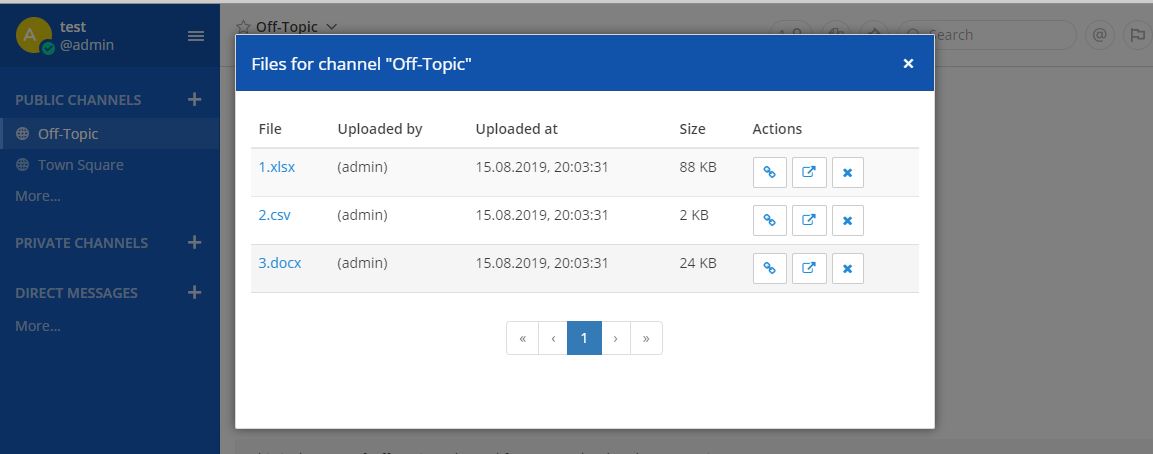 A
test
@admin
PUBLIC CHANNELS +
Off-Topic
Town Square
More...
PRIVATE CHANNELS +
DIRECT MESSAGES +
More...
Off-Topic
Search
@
Files for channel "Off-Topic" ×
File Uploaded by Uploaded at Size Actions
1.xlsx (admin) 15.08.2019, 20:03:31 88 KB
2.csv (admin) 15.08.2019, 20:03:31 2 KB
3.docx (admin) 15.08.2019, 20:03:31 24 KB
« ‹ 1 › »